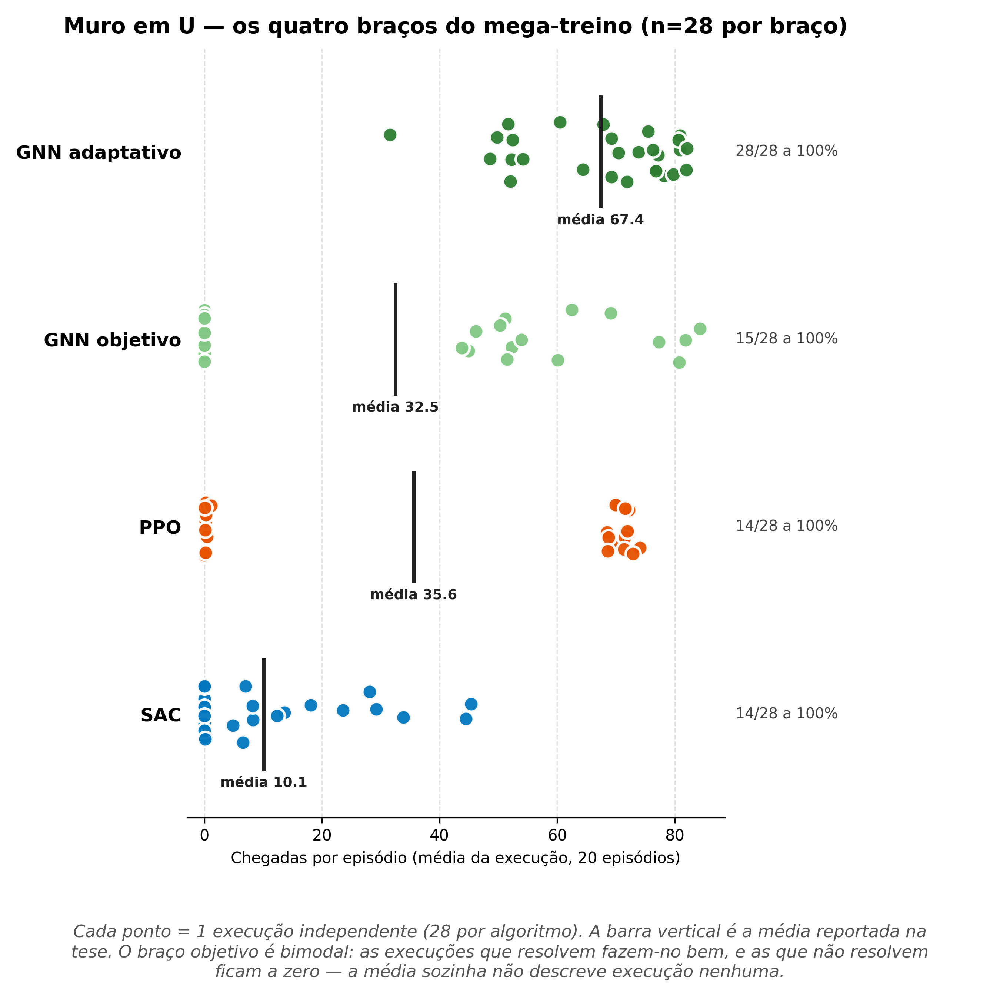 Muro em U — os quatro braços do mega-treino (n=28 por braço)
GNN adaptativo
28/28 a 100%
média 67.4
GNN objetivo
15/28 a 100%
média 32.5
PPO
14/28 a 100%
média 35.6
SAC
14/28 a 100%
média 10.1
0 20 40 60 80
Chegadas por episódio (média da execução, 20 episódios)
Cada ponto = 1 execução independente (28 por algoritmo). A barra vertical é a média reportada na
tese. O braço objetivo é bimodal: as execuções que resolvem fazem-no bem, e as que não resolvem
ficam a zero — a média sozinha não descreve execução nenhuma.